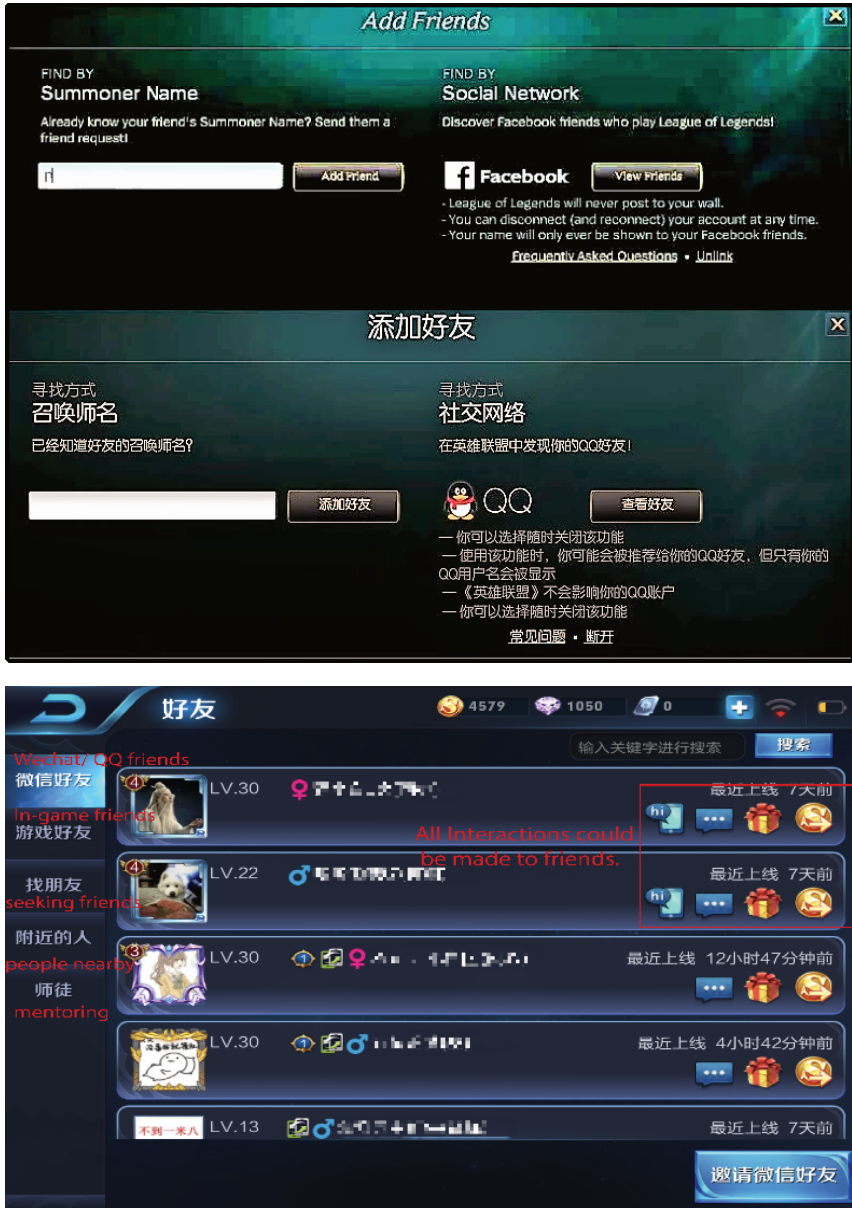 Add Friends
FIND BY
Summoner Name
Already know your friend's Summoner Name? Send them a
friend request!
Add Friend
FIND BY
Social Network
Discover Facebook friends who play League of Legends!
f Facebook
View Friends
- League of Legends will never post to your wall.
- You can disconnect (and reconnect) your account at any time.
- Your name will only ever be shown to your Facebook friends.
Frequently Asked Questions • Unlink
添加好友
寻找方式
召唤师名
已经知道好友的召唤师名?
添加好友
寻找方式
社交网络
在英雄联盟中发现你的QQ好友!
QQ
查看好友
— 你可以选择随时关闭该功能
— 使用该功能时，你可能会被推荐给你的QQ好友，但只有你的
QQ用户名会被显示
— 《英雄联盟》不会影响你的QQ账户
— 你可以选择随时关闭该功能
常见问题 • 断开
好友
4579
1050
0
输入关键字进行搜索
搜索
Wechat/ QQ friends
微信好友
In-game friends
游戏好友
找朋友
seeking friends
附近的人
people nearby
师徒
mentoring
4
LV.30
最近上线 7天前
hi
All Interactions could
be made to friends.
4
LV.22
最近上线 7天前
hi
3
LV.30
1
最近上线 12小时47分钟前
LV.30
1
最近上线 4小时42分钟前
不到一米八
LV.13
最近上线 7天前
邀请微信好友